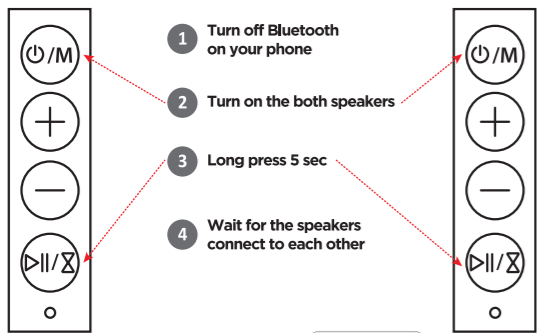 ⏻/M
⏻/M
1 Turn off Bluetooth
on your phone
2 Turn on the both speakers
3 Long press 5 sec
4 Wait for the speakers
connect to each other